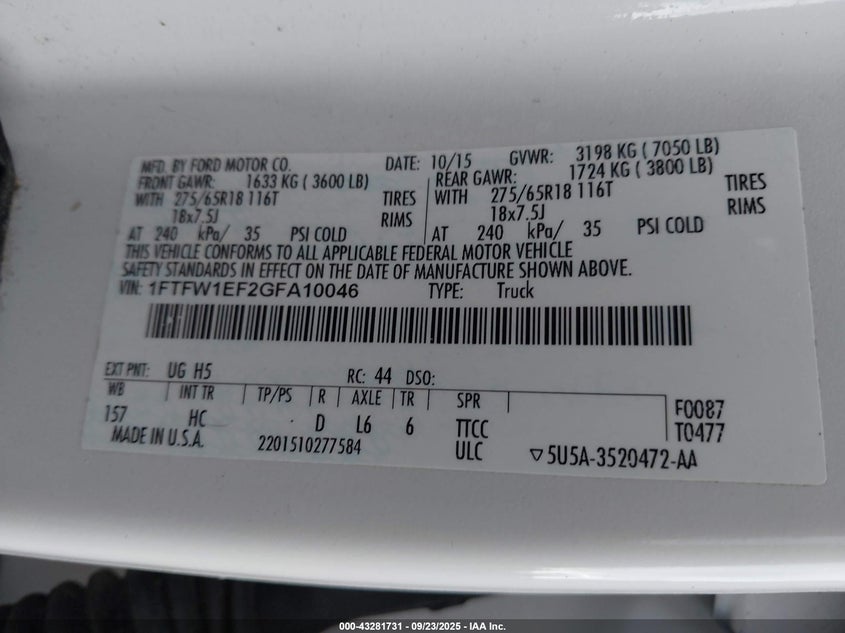 MFD. BY FORD MOTOR CO. DATE: 10/15 GVWR: 3198 KG ( 7050 LB)
FRONT GAWR: 1633 KG ( 3600 LB) REAR GAWR: 1724 KG ( 3800 LB)
WITH 275/65R18 116T TIRES WITH 275/65R18 116T TIRES
18x7.5J RIMS 18x7.5J RIMS
AT 240 kPa/ 35 PSI COLD AT 240 kPa/ 35 PSI COLD
THIS VEHICLE CONFORMS TO ALL APPLICABLE FEDERAL MOTOR VEHICLE
SAFETY STANDARDS IN EFFECT ON THE DATE OF MANUFACTURE SHOWN ABOVE.
VIN: 1FTFW1EF2GFA10046 TYPE: Truck
EXT PNT: UG H5 RC: 44 DSO:
WB INT TR TP/PS R AXLE TR SPR
157 HC D L6 6 TTCC F0087
MADE IN U.S.A. 2201510277584 ULC T0477
▽5U5A-3520472-AA
000-43281731 - 09/23/2025 - IAA Inc.